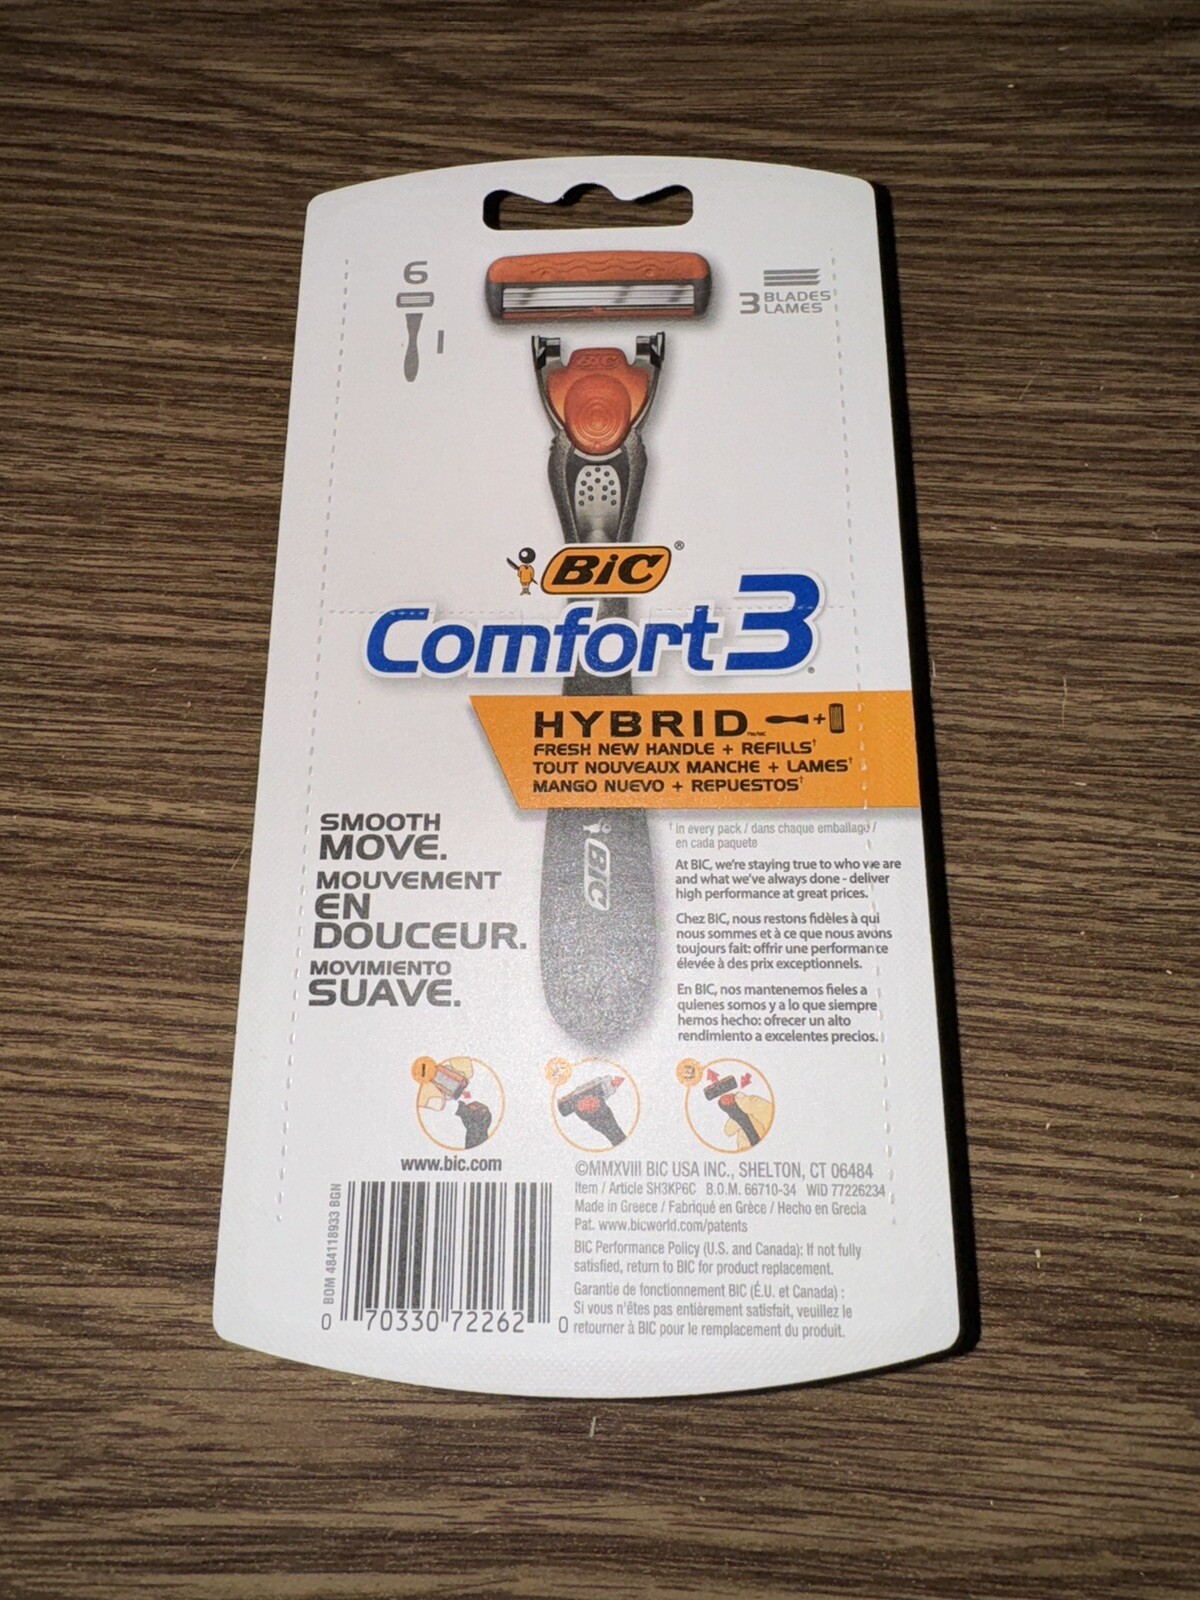 6
1
3 BLADES
LAMES
BIC
BiC®
Comfort 3®
HYBRID TM/MC +
FRESH NEW HANDLE + REFILLS†
TOUT NOUVEAUX MANCHE + LAMES†
MANGO NUEVO + REPUESTOS†
SMOOTH
MOVE.
MOUVEMENT
EN
DOUCEUR.
MOVIMIENTO
SUAVE.
BIC
† in every pack / dans chaque emballage /
en cada paquete
At BIC, we're staying true to who we are
and what we've always done - deliver
high performance at great prices.
Chez BIC, nous restons fidèles à qui
nous sommes et à ce que nous avons
toujours fait: offrir une performance
élevée à des prix exceptionnels.
En BIC, nos mantenemos fieles a
quienes somos y a lo que siempre
hemos hecho: ofrecer un alto
rendimiento a excelentes precios.
1
2
3
www.bic.com
©MMXVIII BIC USA INC., SHELTON, CT 06484
Item / Article SH3KP6C B.O.M. 66710-34 WID 77226234
Made in Greece / Fabriqué en Grèce / Hecho en Grecia
Pat. www.bicworld.com/patents
BIC Performance Policy (U.S. and Canada): If not fully
satisfied, return to BIC for product replacement.
Garantie de fonctionnement BIC (É.U. et Canada) :
Si vous n'êtes pas entièrement satisfait, veuillez le
retourner à BIC pour le remplacement du produit.
BOM 484118933 BGN
0 70330 72262 0